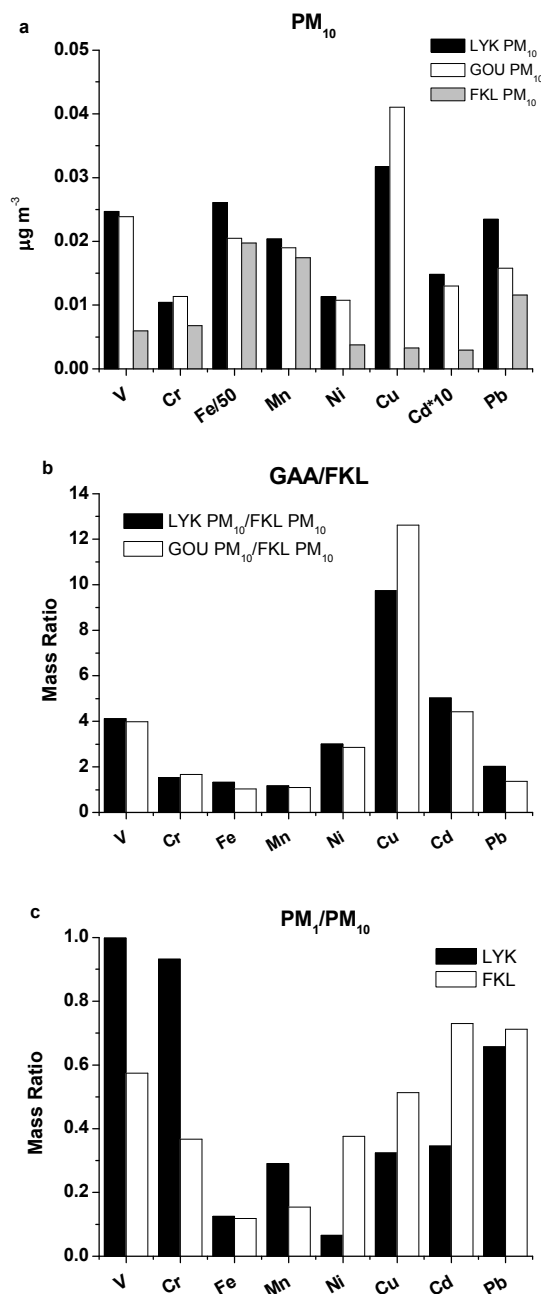 a
PM₁₀
LYK PM₁₀
GOU PM₁₀
FKL PM₁₀
0.05
0.04
0.03
0.02
0.01
0.00
µg m⁻³
V Cr Fe/50 Mn Ni Cu Cd*10 Pb
b
GAA/FKL
LYK PM₁₀/FKL PM₁₀
GOU PM₁₀/FKL PM₁₀
14
12
10
8
6
4
2
0
Mass Ratio
V Cr Fe Mn Ni Cu Cd Pb
c
PM₁/PM₁₀
LYK
FKL
1.0
0.8
0.6
0.4
0.2
0.0
Mass Ratio
V Cr Fe Mn Ni Cu Cd Pb